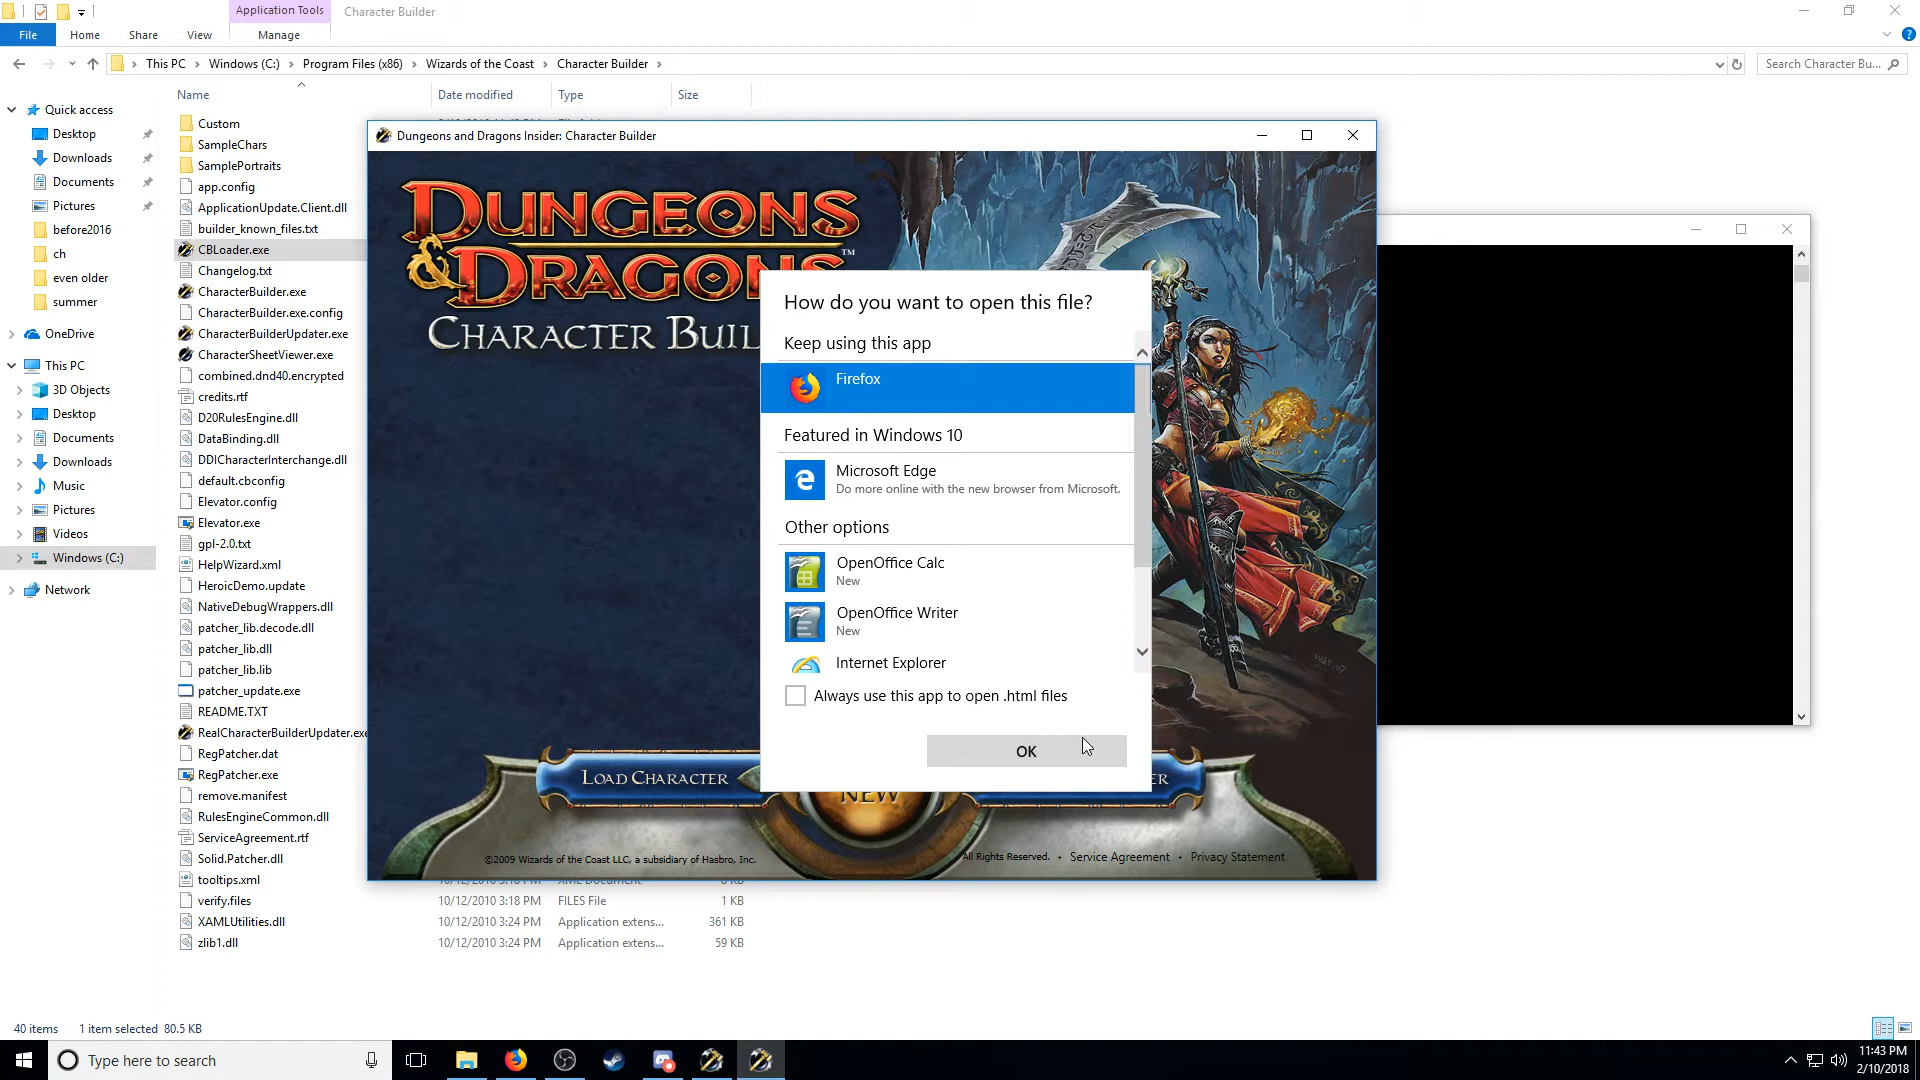 Application Tools
Character Builder
File
Home
Share
View
Manage
This PC
Windows (C:)
Program Files (x86)
Wizards of the Coast
Character Builder
Search Character Bu...
Name
Date modified
Type
Size
Quick access
Desktop
Downloads
Documents
Pictures
before2016
ch
even older
summer
OneDrive
This PC
3D Objects
Desktop
Documents
Downloads
Music
Pictures
Videos
Windows (C:)
Network
Custom
SampleChars
SamplePortraits
app.config
ApplicationUpdate.Client.dll
builder_known_files.txt
CBLoader.exe
Changelog.txt
CharacterBuilder.exe
CharacterBuilder.exe.config
CharacterBuilderUpdater.exe
CharacterSheetViewer.exe
combined.dnd40.encrypted
credits.rtf
D20RulesEngine.dll
DataBinding.dll
DDICharacterInterchange.dll
default.cbconfig
Elevator.config
Elevator.exe
gpl-2.0.txt
HelpWizard.xml
HeroicDemo.update
NativeDebugWrappers.dll
patcher_lib.decode.dll
patcher_lib.dll
patcher_lib.lib
patcher_update.exe
README.TXT
RealCharacterBuilderUpdater.exe
RegPatcher.dat
RegPatcher.exe
remove.manifest
RulesEngineCommon.dll
ServiceAgreement.rtf
Solid.Patcher.dll
tooltips.xml
verify.files 10/12/2010 3:18 PM FILES File 1 KB
XAMLUtilities.dll 10/12/2010 3:24 PM Application extens... 361 KB
zlib1.dll 10/12/2010 3:24 PM Application extens... 59 KB
Dungeons and Dragons Insider: Character Builder
DUNGEONS
& DRAGONS
™
CHARACTER BUIL
How do you want to open this file?
Keep using this app
Firefox
Featured in Windows 10
Microsoft Edge
Do more online with the new browser from Microsoft.
Other options
OpenOffice Calc
New
OpenOffice Writer
New
Internet Explorer
Always use this app to open .html files
OK
LOAD CHARACTER
NEW
©2009 Wizards of the Coast LLC, a subsidiary of Hasbro, Inc.
All Rights Reserved. • Service Agreement • Privacy Statement
40 items 1 item selected 80.5 KB
Type here to search
11:43 PM
2/10/2018